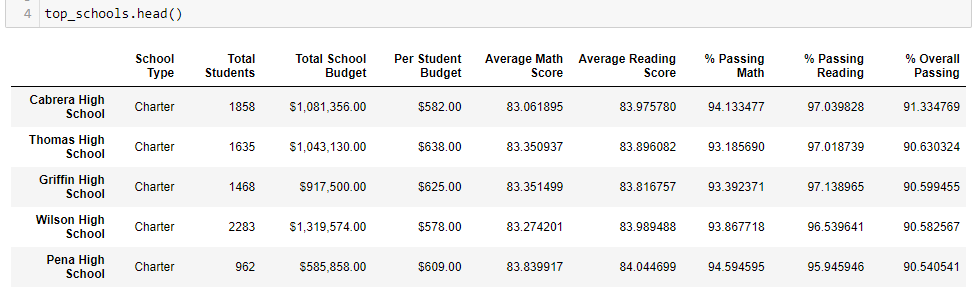 4 top_schools.head()
School Type Total Students Total School Budget Per Student Budget Average Math Score Average Reading Score % Passing Math % Passing Reading % Overall Passing
Cabrera High School Charter 1858 $1,081,356.00 $582.00 83.061895 83.975780 94.133477 97.039828 91.334769
Thomas High School Charter 1635 $1,043,130.00 $638.00 83.350937 83.896082 93.185690 97.018739 90.630324
Griffin High School Charter 1468 $917,500.00 $625.00 83.351499 83.816757 93.392371 97.138965 90.599455
Wilson High School Charter 2283 $1,319,574.00 $578.00 83.274201 83.989488 93.867718 96.539641 90.582567
Pena High School Charter 962 $585,858.00 $609.00 83.839917 84.044699 94.594595 95.945946 90.540541